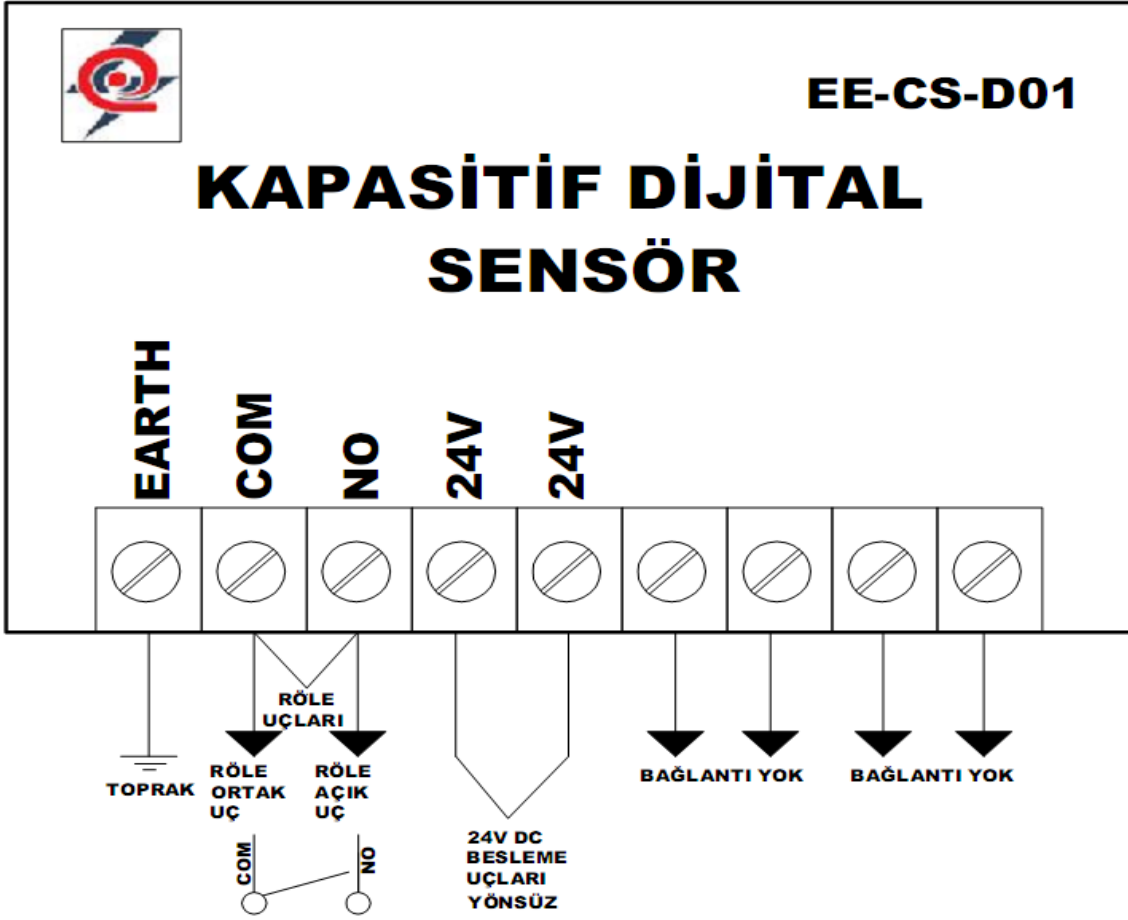 EE-CS-D01
KAPASİTİF DİJİTAL
SENSÖR
EARTH
COM
NO
24V
24V
RÖLE
UÇLARI
TOPRAK
RÖLE
ORTAK
UÇ
RÖLE
AÇIK
UÇ
BAĞLANTI YOK
BAĞLANTI YOK
COM
NO
24V DC
BESLEME
UÇLARI
YÖNSÜZ